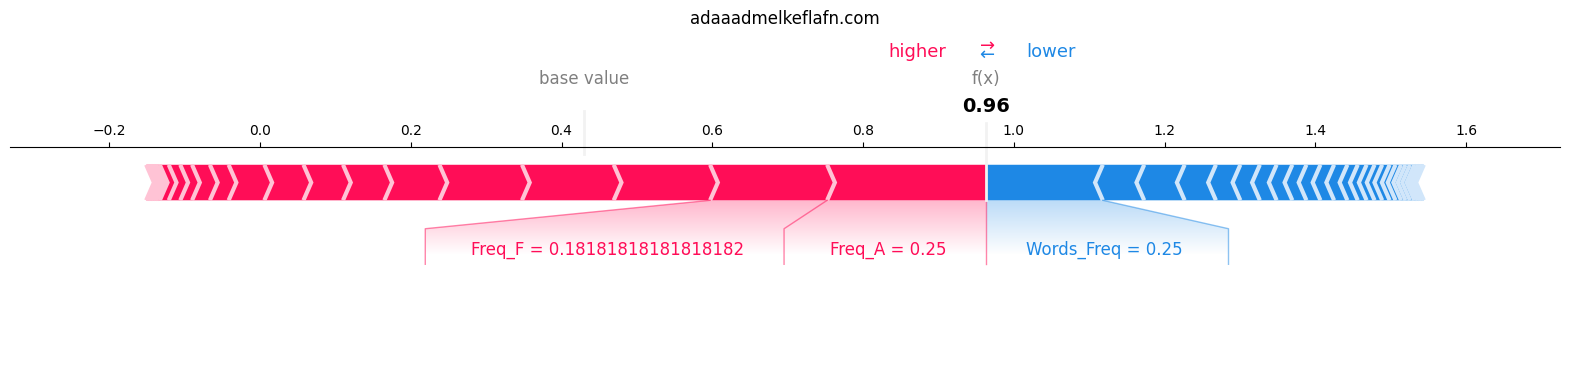 adaaadmelkeflafn.com
higher ⇄ lower
base value f(x)
0.96
−0.2 0.0 0.2 0.4 0.6 0.8 1.0 1.2 1.4 1.6
Freq_F = 0.18181818181818182 Freq_A = 0.25 Words_Freq = 0.25